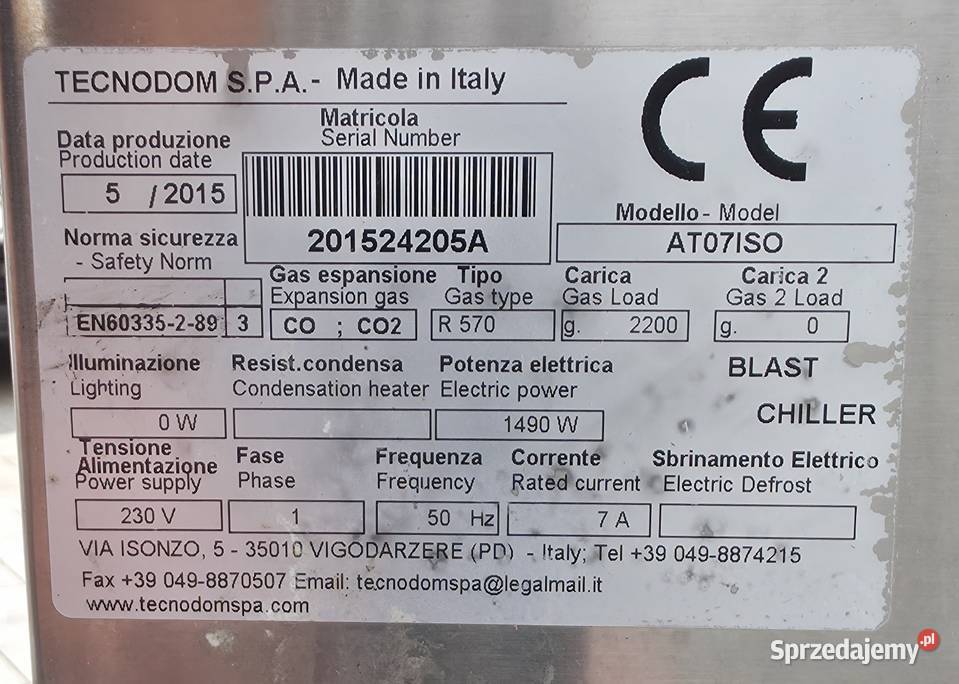 TECNODOM S.P.A.- Made in Italy
CE
Matricola
Serial Number
Data produzione
Production date
5 / 2015
201524205A
Modello - Model
AT07ISO
Norma sicurezza
- Safety Norm
EN60335-2-89 3
Gas espansione
Expansion gas
CO ; CO2
Tipo
Gas type
R 570
Carica
Gas Load
g. 2200
Carica 2
Gas 2 Load
g. 0
Illuminazione
Lighting
0 W
Resist.condensa
Condensation heater
Potenza elettrica
Electric power
1490 W
BLAST
CHILLER
Tensione
Alimentazione
Power supply
230 V
Fase
Phase
1
Frequenza
Frequency
50 Hz
Corrente
Rated current
7 A
Sbrinamento Elettrico
Electric Defrost
VIA ISONZO, 5 - 35010 VIGODARZERE (PD) - Italy; Tel +39 049-8874215
Fax +39 049-8870507 Email: tecnodomspa@legalmail.it
www.tecnodomspa.com
Sprzedajemy.pl